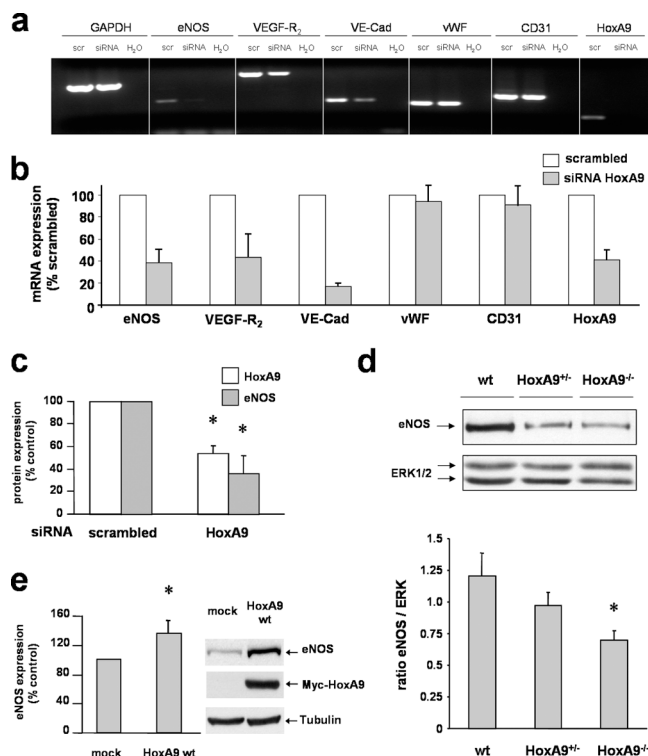 a
GAPDH eNOS VEGF-R₂ VE-Cad vWF CD31 HoxA9
scr siRNA H₂O scr siRNA H₂O scr siRNA H₂O scr siRNA H₂O scr siRNA H₂O scr siRNA H₂O scr siRNA
b
scrambled
siRNA HoxA9
mRNA expression
(% scrambled)
100
80
60
40
20
eNOS VEGF-R₂ VE-Cad vWF CD31 HoxA9
c
HoxA9
eNOS
protein expression
(% control)
100
80
60
40
20
* *
siRNA scrambled HoxA9
d
wt HoxA9+/- HoxA9-/-
eNOS
ERK1/2
ratio eNOS / ERK
1.5
1.25
1.0
0.75
0.5
0.25
0
*
wt HoxA9+/- HoxA9-/-
e
eNOS expression
(% control)
160
120
80
40
0
*
mock HoxA9 wt
mock HoxA9
wt
eNOS
Myc-HoxA9
Tubulin